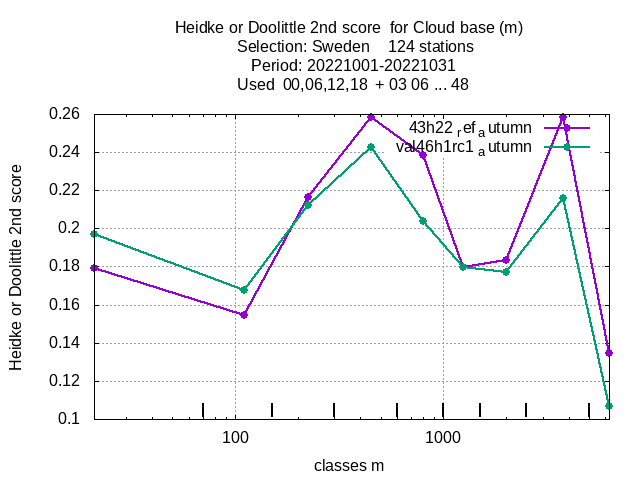 Heidke or Doolittle 2nd score  for Cloud base (m)
Selection: Sweden    124 stations
Period: 20221001-20221031
Used  00,06,12,18  + 03 06 ... 48
Heidke or Doolittle 2nd score
0.26
0.24
0.22
0.2
0.18
0.16
0.14
0.12
0.1
43h22 ref autumn
val46h1rc1 autumn
100
1000
classes m